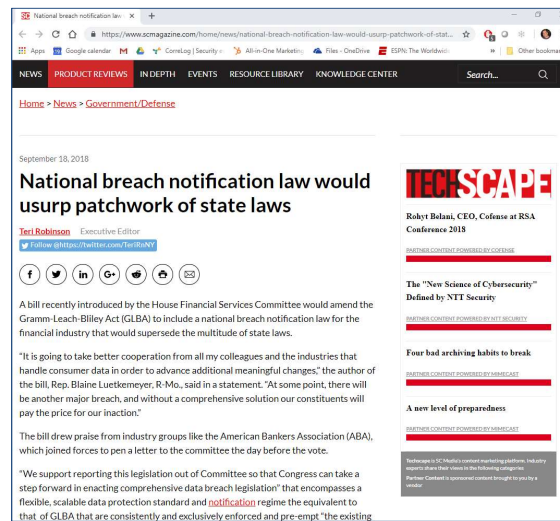 National breach notification law
https://www.scmagazine.com/home/news/national-breach-notification-law-would-usurp-patchwork-of-stat...
Apps Google calendar CorreLog | Security v All-in-One Marketing Files - OneDrive ESPN: The Worldwide » Other bookmar
NEWS PRODUCT REVIEWS IN DEPTH EVENTS RESOURCE LIBRARY KNOWLEDGE CENTER Search...
Home > News > Government/Defense
September 18, 2018
National breach notification law would
usurp patchwork of state laws
Teri Robinson Executive Editor
Follow @https://twitter.com/TeriRnNY
A bill recently introduced by the House Financial Services Committee would amend the
Gramm-Leach-Bliley Act (GLBA) to include a national breach notification law for the
financial industry that would supersede the multitude of state laws.
"It is going to take better cooperation from all my colleagues and the industries that
handle consumer data in order to advance additional meaningful changes," the author of
the bill, Rep. Blaine Luetkemeyer, R-Mo., said in a statement. "At some point, there will
be another major breach, and without a comprehensive solution our constituents will
pay the price for our inaction."
The bill drew praise from industry groups like the American Bankers Association (ABA),
which joined forces to pen a letter to the committee the day before the vote.
"We support reporting this legislation out of Committee so that Congress can take a
step forward in enacting comprehensive data breach legislation" that encompasses a
flexible, scalable data protection standard and notification regime the equivalent to
that of GLBA that are consistently and exclusively enforced and pre-empt "the existing
TECHSCAPE
Rohyt Belani, CEO, Cofense at RSA
Conference 2018
PARTNER CONTENT POWERED BY COFENSE
The "New Science of Cybersecurity"
Defined by NTT Security
PARTNER CONTENT POWERED BY NTT SECURITY
Four bad archiving habits to break
PARTNER CONTENT POWERED BY MIMECAST
A new level of preparedness
PARTNER CONTENT POWERED BY MIMECAST
Techscape is SC Media's content marketing platform. Industry
experts share their views in the following categories
Partner Content is sponsored content brought to you by a
vendor